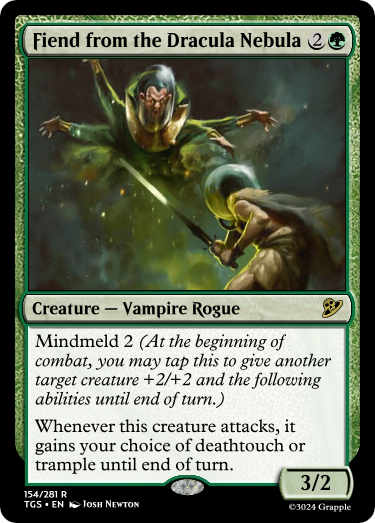 Fiend from the Dracula Nebula 2
Creature — Vampire Rogue
Mindmeld 2 (At the beginning of
combat, you may tap this to give another
target creature +2/+2 and the following
abilities until end of turn.)
Whenever this creature attacks, it
gains your choice of deathtouch or
trample until end of turn.
3/2
154/281 R
TGS • EN Josh Newton
©3024 Grapple